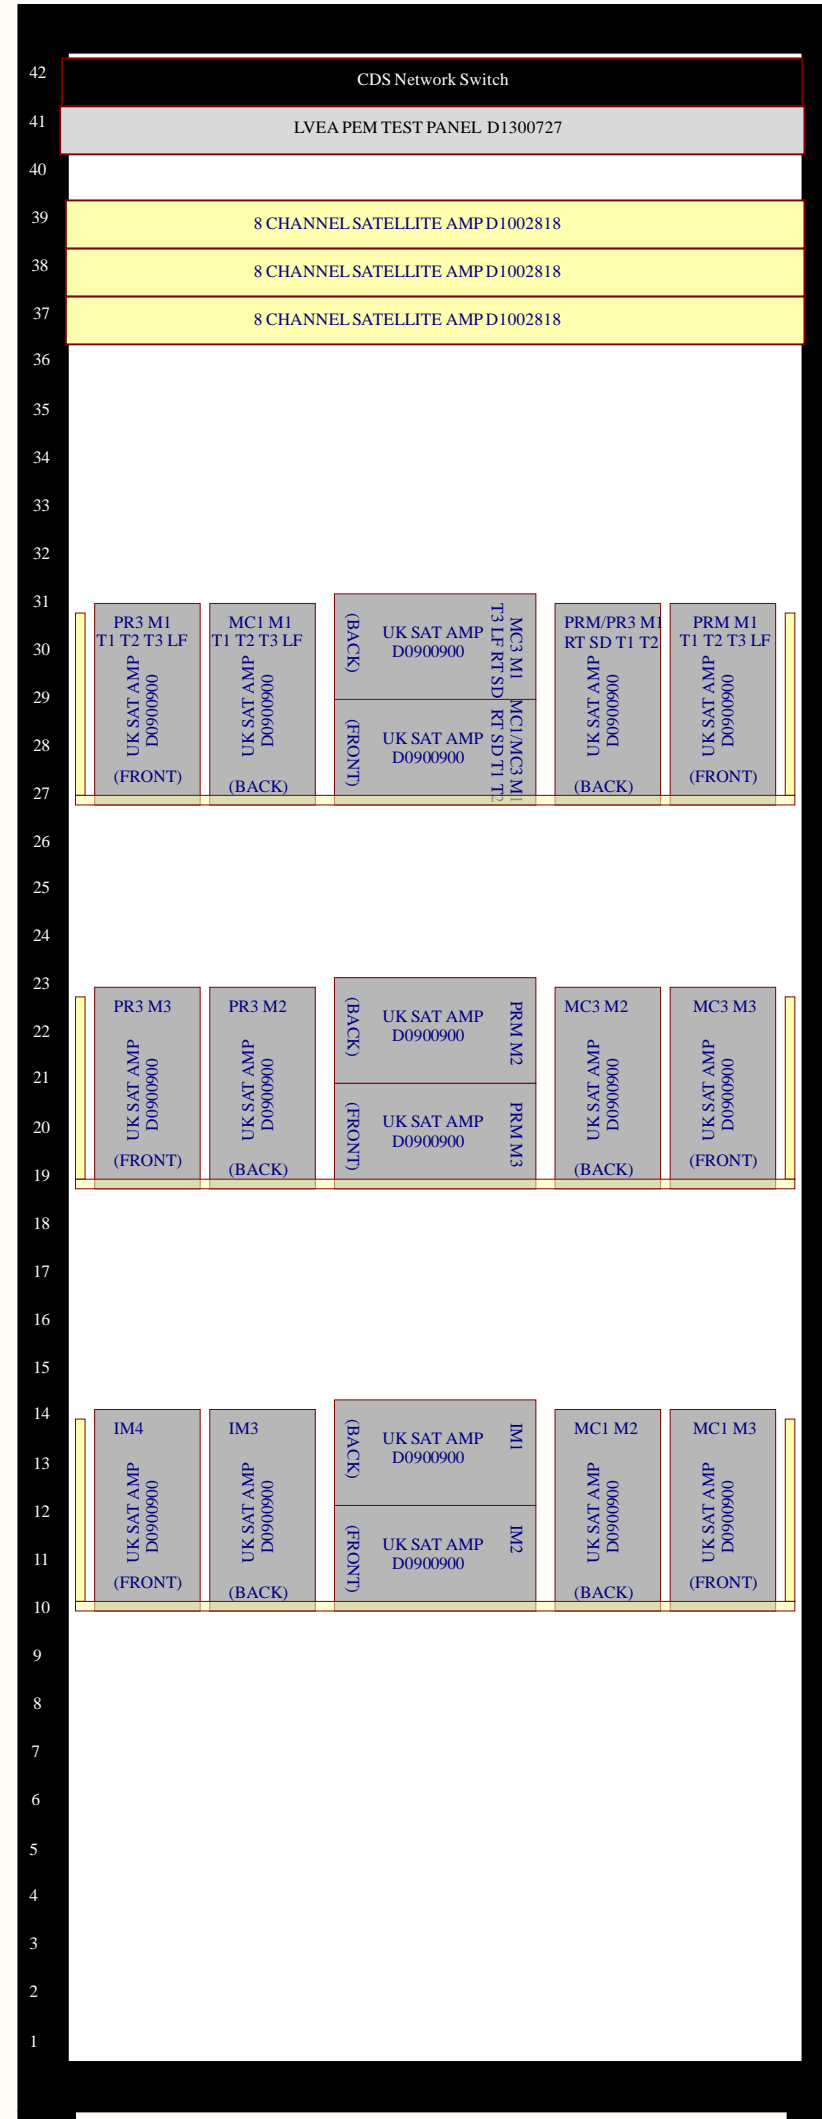 42
CDS Network Switch
41
LVEA PEM TEST PANEL D1300727
40
39
8 CHANNEL SATELLITE AMP D1002818
38
8 CHANNEL SATELLITE AMP D1002818
37
8 CHANNEL SATELLITE AMP D1002818
36
35
34
33
32
31
30
29
28
27
PR3 M1
T1 T2 T3 LF
UK SAT AMP
D0900900
(FRONT)
MC1 M1
T1 T2 T3 LF
UK SAT AMP
D0900900
(BACK)
(BACK)
UK SAT AMP
D0900900
MC3 M1
T3 LF RT SD
(FRONT)
UK SAT AMP
D0900900
MC1/MC3 M1
RT SD T1 T2
PRM/PR3 M1
RT SD T1 T2
UK SAT AMP
D0900900
(BACK)
PRM M1
T1 T2 T3 LF
UK SAT AMP
D0900900
(FRONT)
26
25
24
23
22
21
20
19
PR3 M3
UK SAT AMP
D0900900
(FRONT)
PR3 M2
UK SAT AMP
D0900900
(BACK)
(BACK)
UK SAT AMP
D0900900
PRM M2
(FRONT)
UK SAT AMP
D0900900
PRM M3
MC3 M2
UK SAT AMP
D0900900
(BACK)
MC3 M3
UK SAT AMP
D0900900
(FRONT)
18
17
16
15
14
13
12
11
10
IM4
UK SAT AMP
D0900900
(FRONT)
IM3
UK SAT AMP
D0900900
(BACK)
(BACK)
UK SAT AMP
D0900900
IM1
(FRONT)
UK SAT AMP
D0900900
IM2
MC1 M2
UK SAT AMP
D0900900
(BACK)
MC1 M3
UK SAT AMP
D0900900
(FRONT)
9
8
7
6
5
4
3
2
1